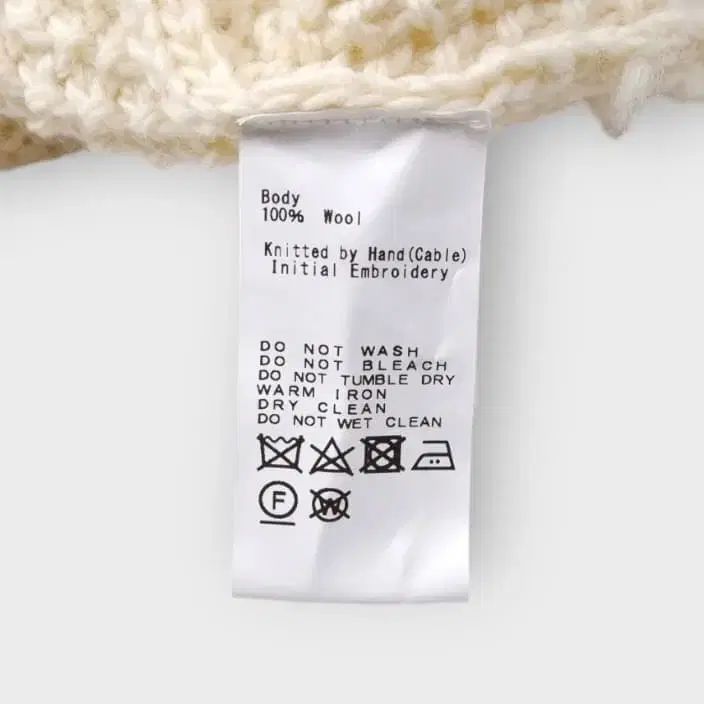 Body
100% Wool
Knitted by Hand(Cable)
Initial Embroidery
DO NOT WASH
DO NOT BLEACH
DO NOT TUMBLE DRY
WARM IRON
DRY CLEAN
DO NOT WET CLEAN
F W